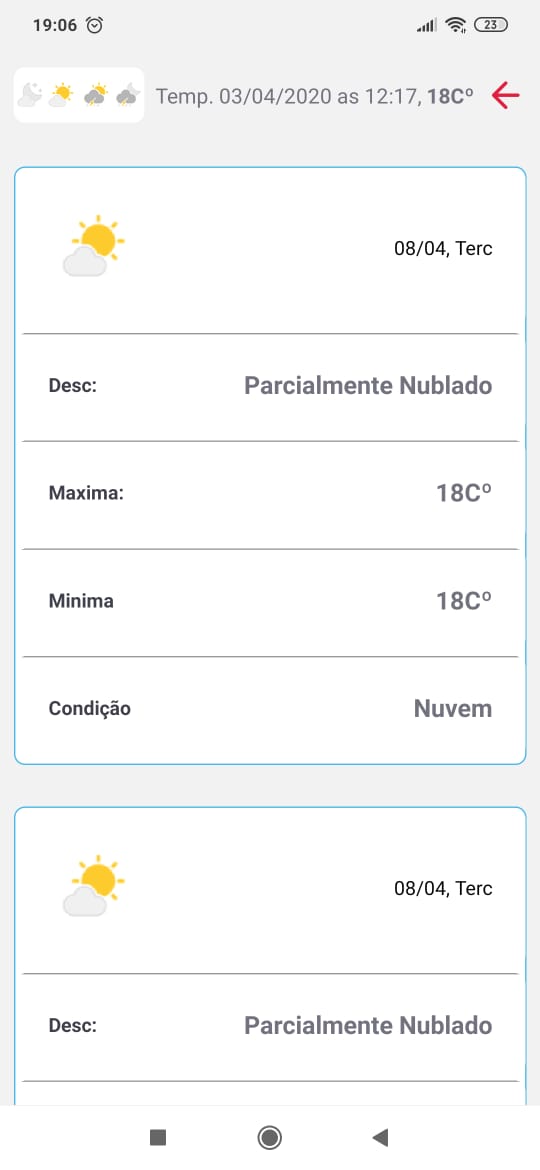 19:06
23
Temp. 03/04/2020 as 12:17, 18Cº
08/04, Terc
Desc: Parcialmente Nublado
Maxima: 18Cº
Minima 18Cº
Condição Nuvem
08/04, Terc
Desc: Parcialmente Nublado